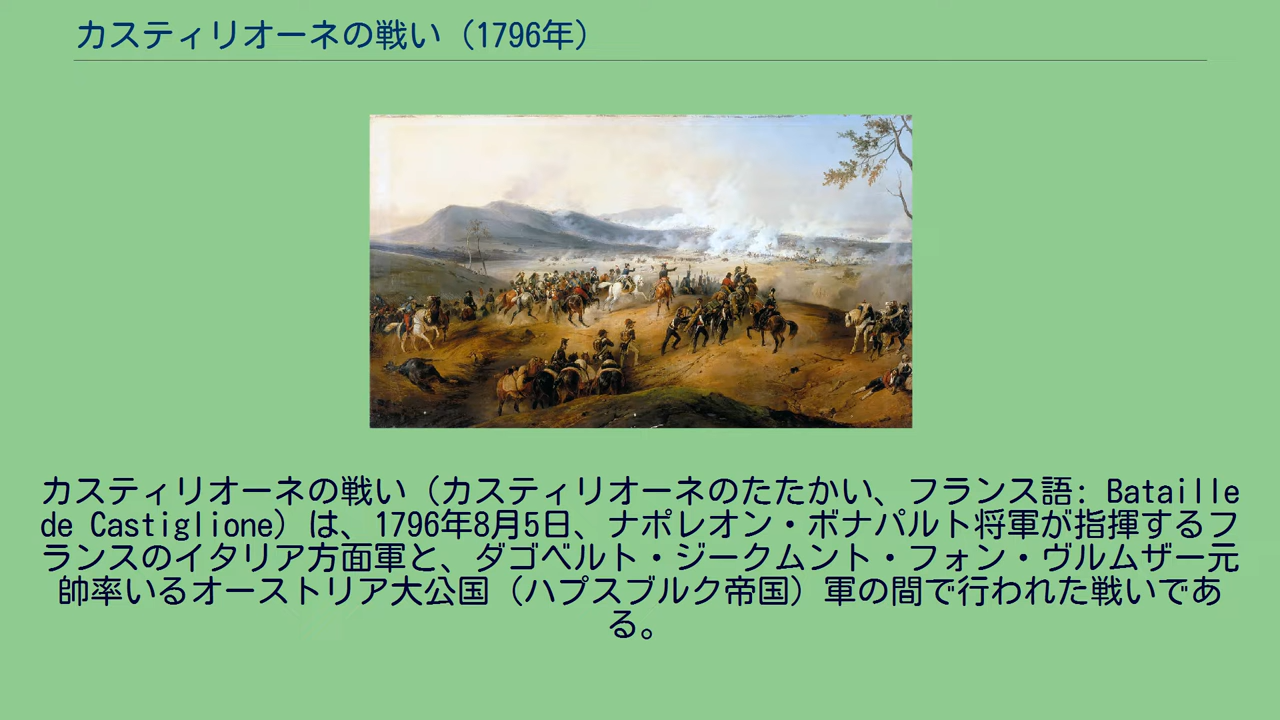 カスティリオーネの戦い（1796年）
カスティリオーネの戦い（カスティリオーネのたたかい、フランス語: Bataille
de Castiglione）は、1796年8月5日、ナポレオン・ボナパルト将軍が指揮するフ
ランスのイタリア方面軍と、ダゴベルト・ジークムント・フォン・ヴルムザー元
帥率いるオーストリア大公国（ハプスブルク帝国）軍の間で行われた戦いであ
る。